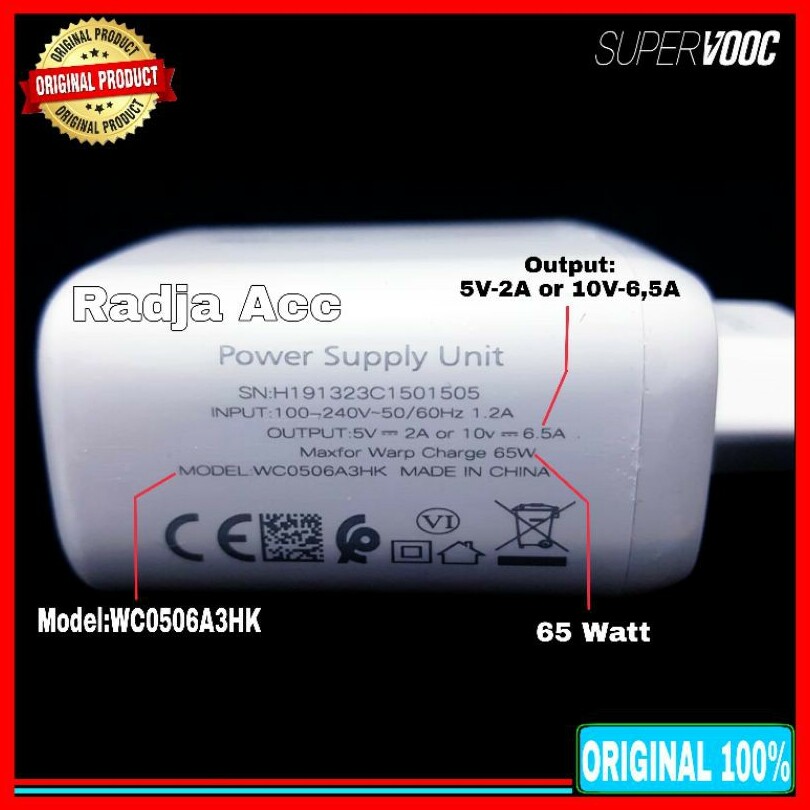 ORIGINAL PRODUCT
ORIGINAL PRODUCT
ORIGINAL PRODUCT
SUPERVOOC
Output:
5V-2A or 10V-6,5A
Radja Acc
Power Supply Unit
SN:H191323C1501505
INPUT:100-240V~50/60Hz 1.2A
OUTPUT:5V⎓2A or 10v⎓6.5A
Maxfor Warp Charge 65W
MODEL:WC0506A3HK MADE IN CHINA
CE
VI
Model:WC0506A3HK
65 Watt
ORIGINAL 100%